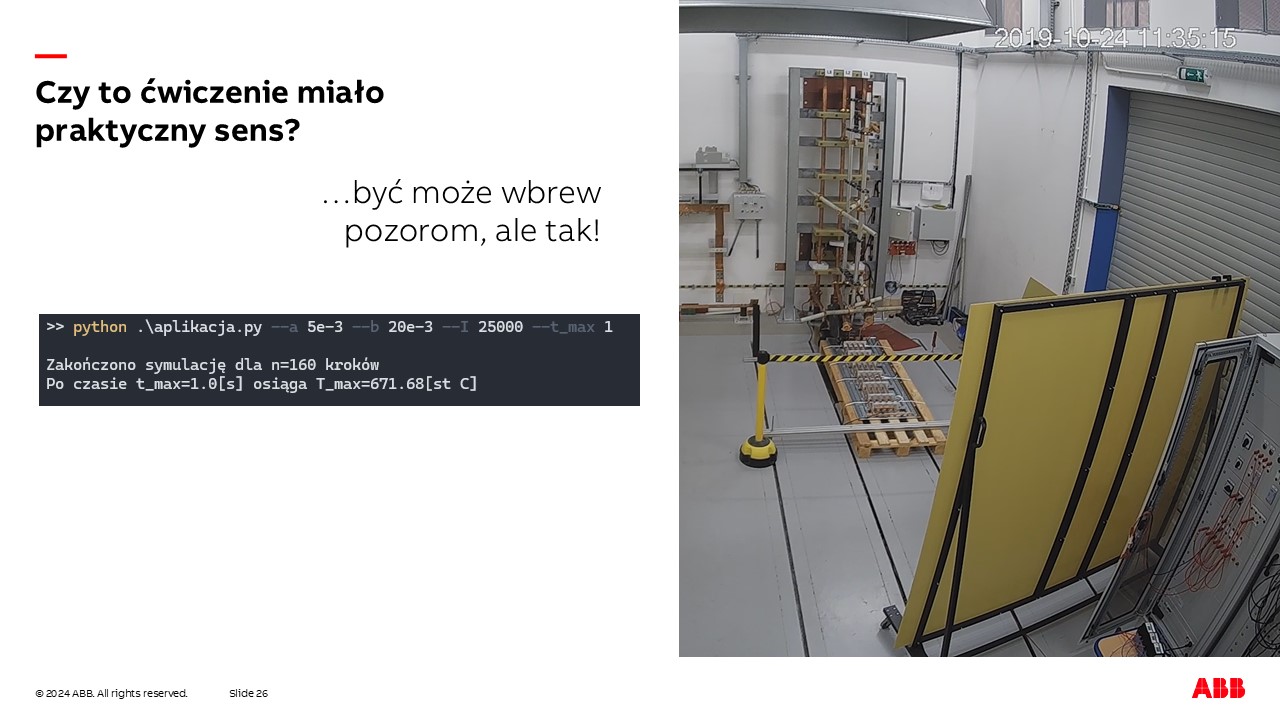 Czy to ćwiczenie miało
praktyczny sens?
…być może wbrew
pozorom, ale tak!
>> python .\aplikacja.py --a 5e-3 --b 20e-3 --I 25000 --t_max 1
Zakończono symulację dla n=160 kroków
Po czasie t_max=1.0[s] osiąga T_max=671.68[st C]
2019-10-24 11:35:15
© 2024 ABB. All rights reserved.
Slide 26
ABB